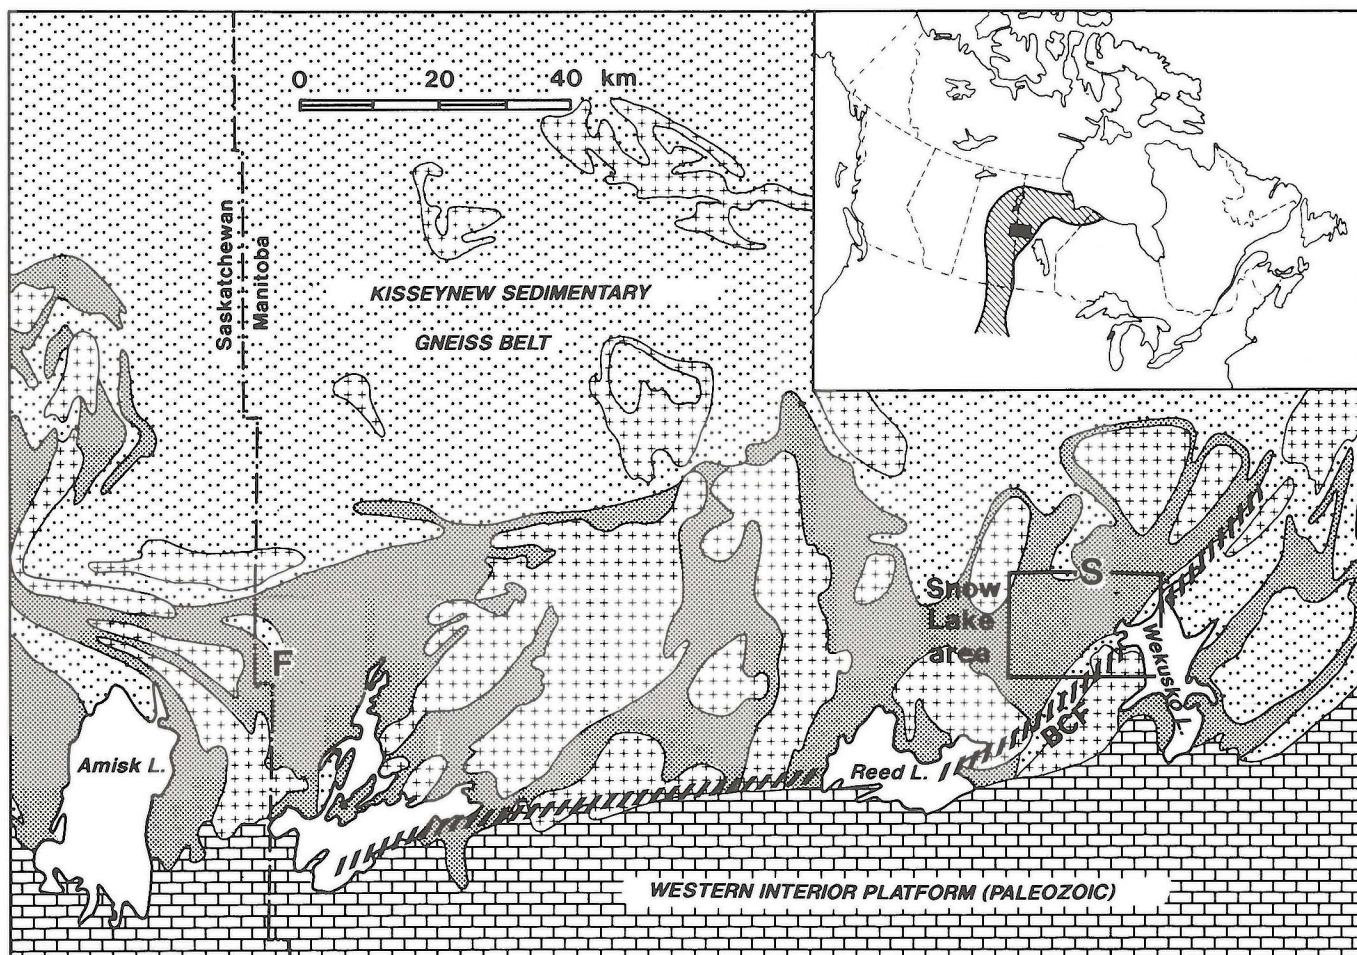 0 20 40 km
Saskatchewan
Manitoba
KISSEYNEW SEDIMENTARY
GNEISS BELT
S
Snow
Lake
area
F
Wekusko L.
BCF
Amisk L.
Reed L.
WESTERN INTERIOR PLATFORM (PALEOZOIC)